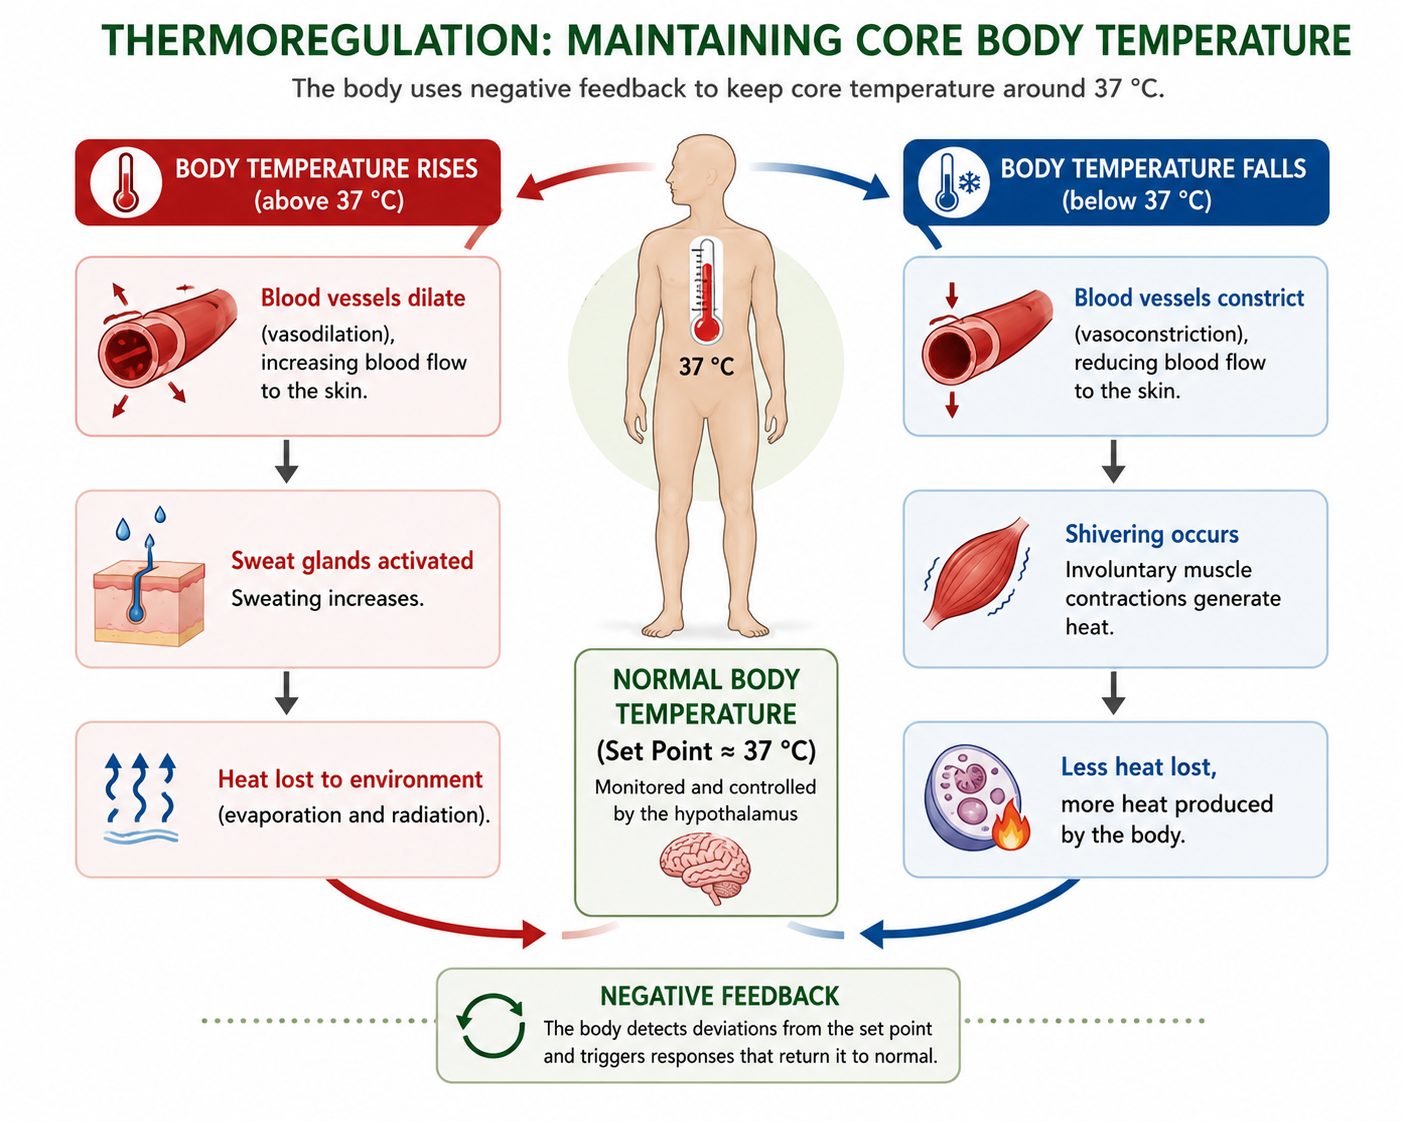 THERMOREGULATION: MAINTAINING CORE BODY TEMPERATURE
The body uses negative feedback to keep core temperature around 37 °C.
BODY TEMPERATURE RISES
(above 37 °C)
Blood vessels dilate
(vasodilation),
increasing blood flow
to the skin.
Sweat glands activated
Sweating increases.
Heat lost to environment
(evaporation and radiation).
37 °C
NORMAL BODY
TEMPERATURE
(Set Point ≈ 37 °C)
Monitored and controlled
by the hypothalamus
BODY TEMPERATURE FALLS
(below 37 °C)
Blood vessels constrict
(vasoconstriction),
reducing blood flow
to the skin.
Shivering occurs
Involuntary muscle
contractions generate
heat.
Less heat lost,
more heat produced
by the body.
NEGATIVE FEEDBACK
The body detects deviations from the set point
and triggers responses that return it to normal.